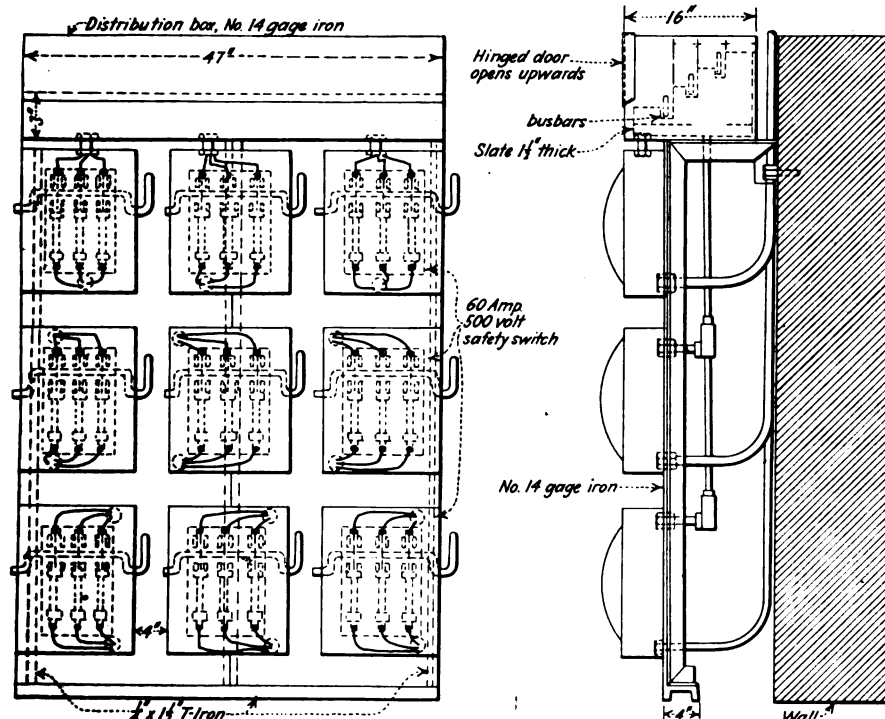 Distribution box, No. 14 gage iron
47"
3"
16"
Hinged door
opens upwards
busbars
Slate 1½" thick
60 Amp.
500 volt
safety switch
No. 14 gage iron
4"
T-Iron
4"
Wall